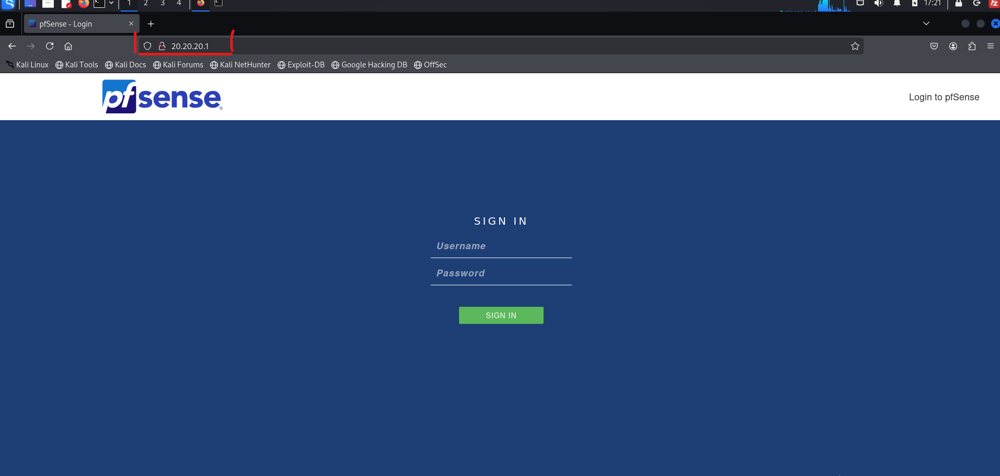 1 2 3 4 17:21
pfSense - Login
20.20.20.1
Kali Linux Kali Tools Kali Docs Kali Forums Kali NetHunter Exploit-DB Google Hacking DB OffSec
pfsense® Login to pfSense
SIGN IN
Username
Password
SIGN IN